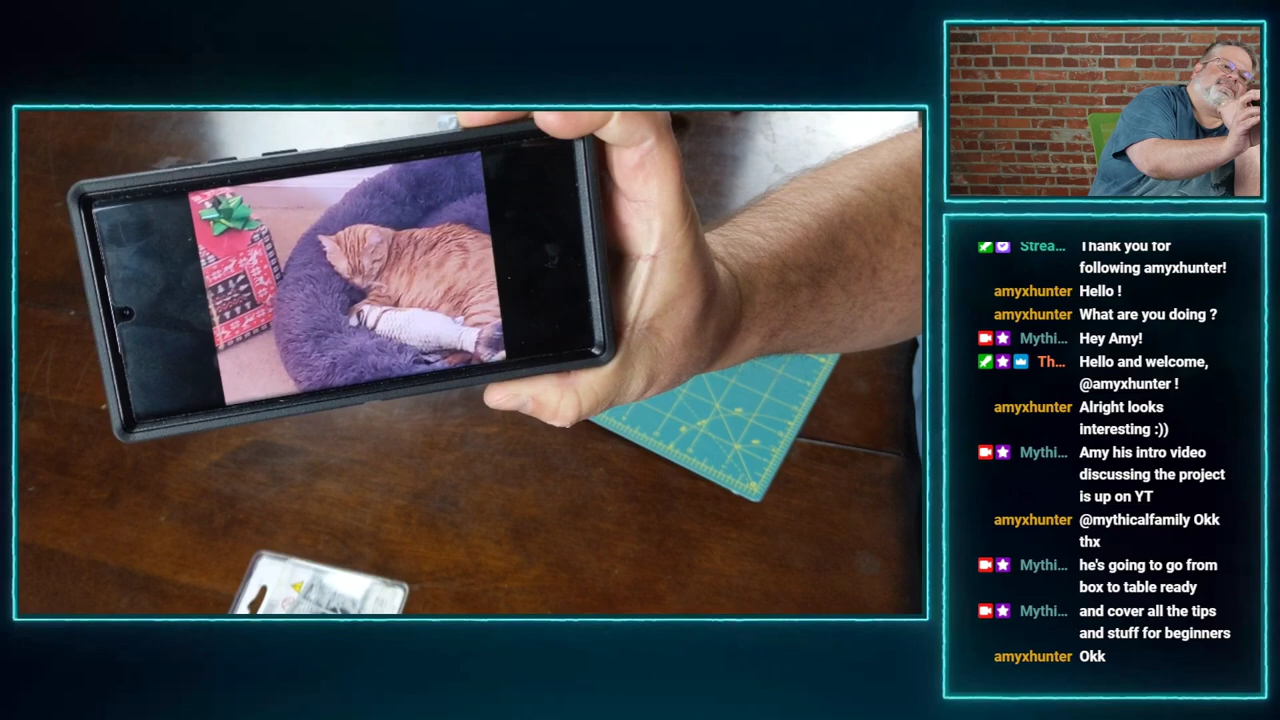 Strea... Thank you for
following amyxhunter!
amyxhunter Hello !
amyxhunter What are you doing ?
Mythi... Hey Amy!
Th... Hello and welcome,
@amyxhunter !
amyxhunter Alright looks
interesting :))
Mythi... Amy his intro video
discussing the project
is up on YT
amyxhunter @mythicalfamily Okk
thx
Mythi... he's going to go from
box to table ready
Mythi... and cover all the tips
and stuff for beginners
amyxhunter Okk